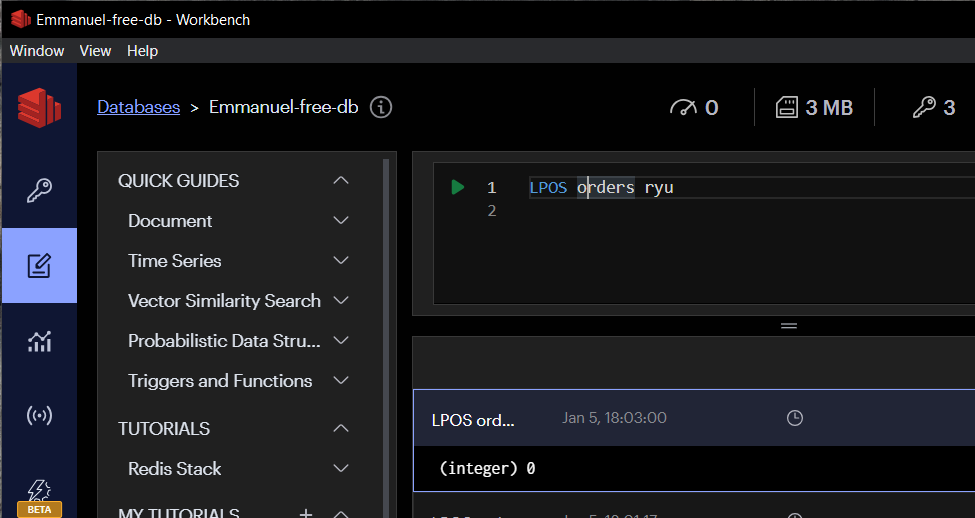 Emmanuel-free-db - Workbench
Window View Help
Databases > Emmanuel-free-db
0
3 MB
3
QUICK GUIDES
Document
Time Series
Vector Similarity Search
Probabilistic Data Stru...
Triggers and Functions
TUTORIALS
Redis Stack
MY TUTORIALS
BETA
1 LPOS orders ryu
2
LPOS ord... Jan 5, 18:03:00
(integer) 0